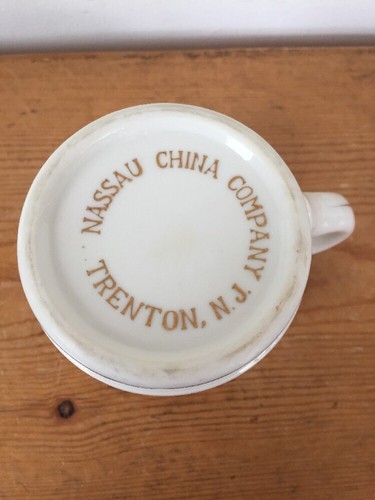 NASSAU CHINA COMPANY
TRENTON, N.J.